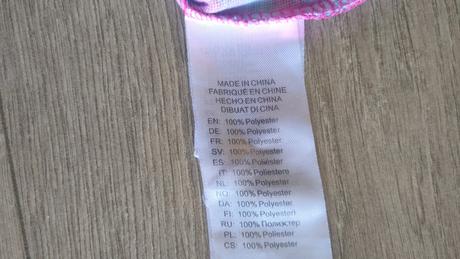 MADE IN CHINA
FABRIQUÉ EN CHINE
HECHO EN CHINA
DIBUAT DI CINA
EN: 100% Polyester
DE: 100% Polyester
FR: 100% Polyester
SV: 100% Polyester
ES: 100% Poliéster
IT: 100% Poliestere
NL: 100% Polyester
NO: 100% Polyester
DA: 100% Polyester
FI: 100% Polyesteri
RU: 100% Полиэстер
PL: 100% Poliester
CS: 100% Polyester